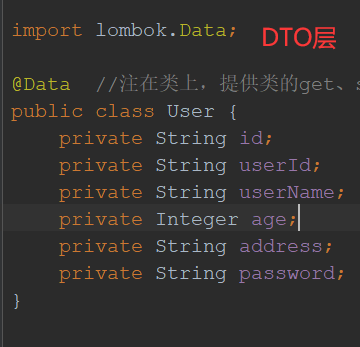 import lombok.Data;
DTO层
@Data //注在类上，提供类的get、
public class User {
private String id;
private String userId;
private String userName;
private Integer age;
private String address;
private String password;
}